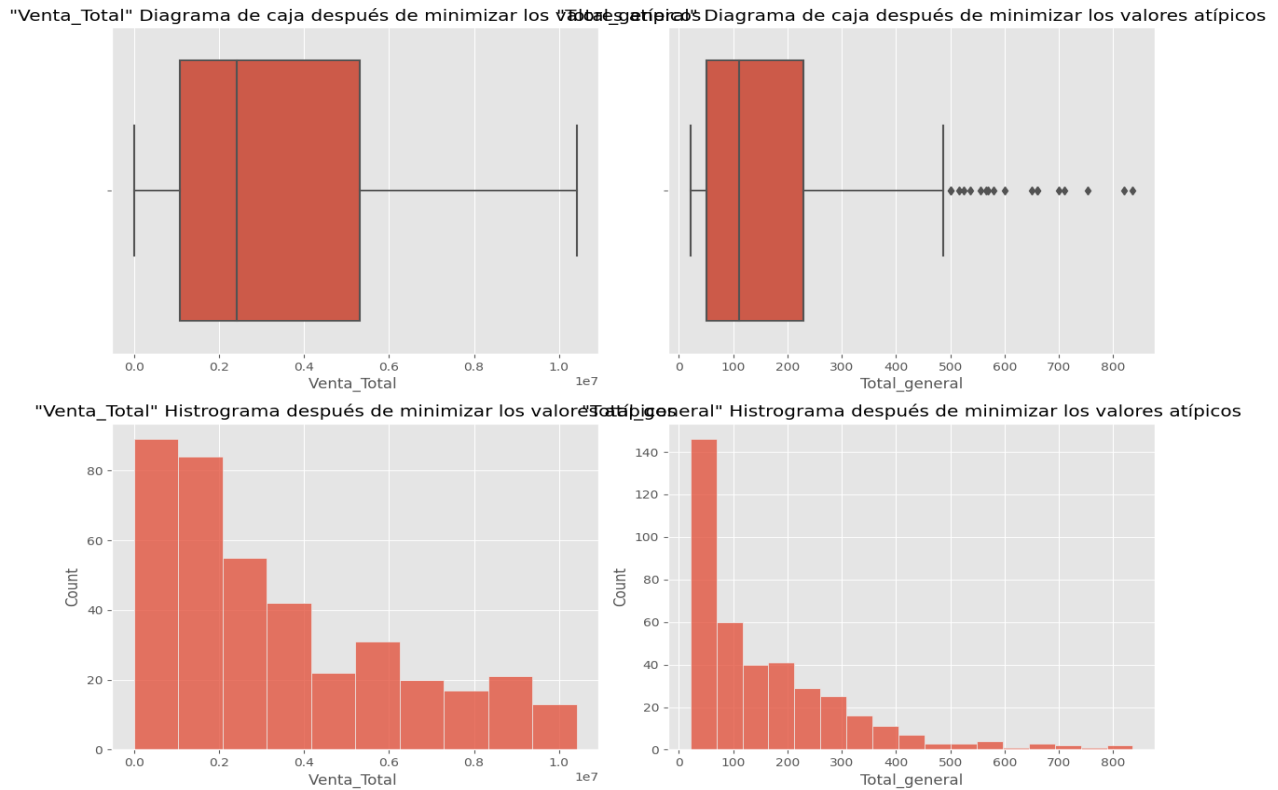 "Venta_Total" Diagrama de caja después de minimizar los valores atípicos
"Total_general" Diagrama de caja después de minimizar los valores atípicos
0.0 0.2 0.4 0.6 0.8 1.0
1e7
Venta_Total
0 100 200 300 400 500 600 700 800
Total_general
"Venta_Total" Histrograma después de minimizar los valores atípicos
"Total_general" Histrograma después de minimizar los valores atípicos
80
60
40
20
0
Count
0.0 0.2 0.4 0.6 0.8 1.0
1e7
Venta_Total
140
120
100
80
60
40
20
0
Count
0 100 200 300 400 500 600 700 800
Total_general